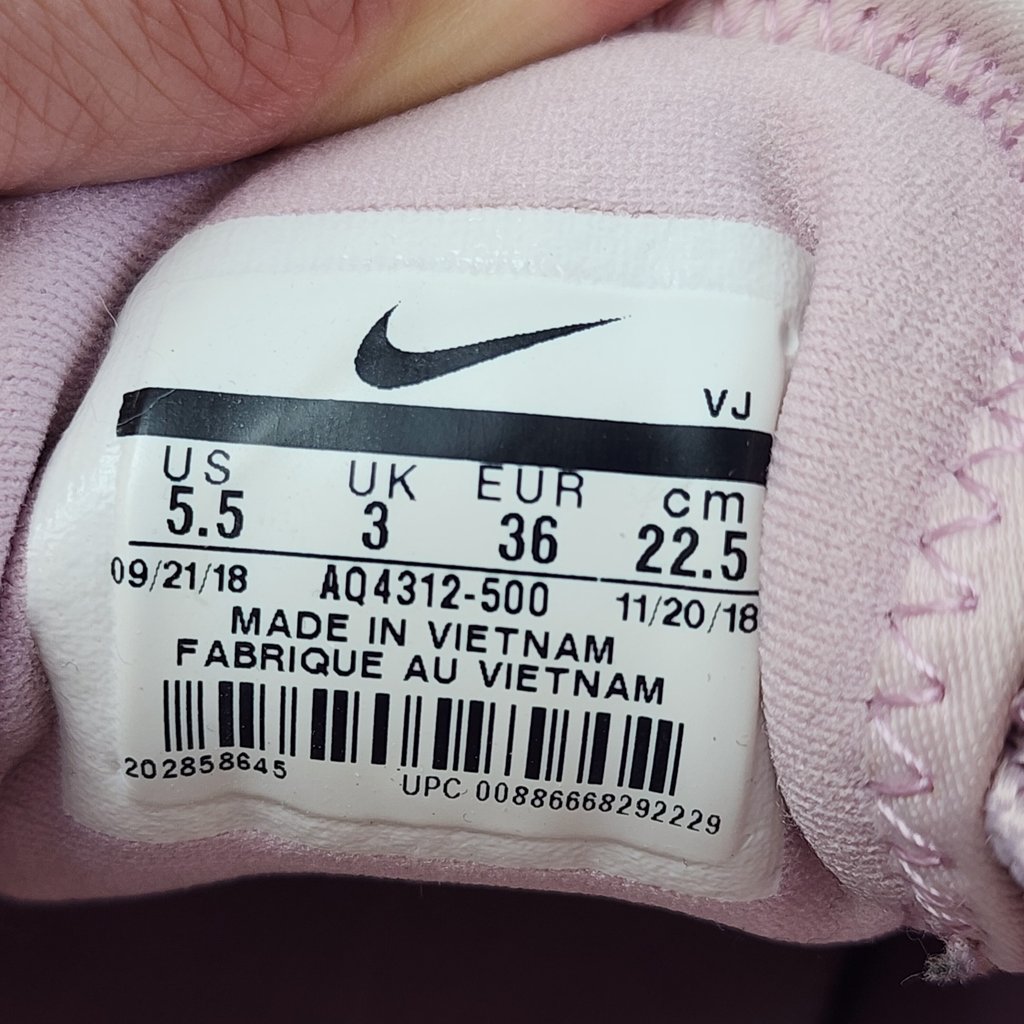 VJ
US UK EUR cm
5.5 3 36 22.5
09/21/18 AQ4312-500 11/20/18
MADE IN VIETNAM
FABRIQUE AU VIETNAM
202858645
UPC 00886668292229